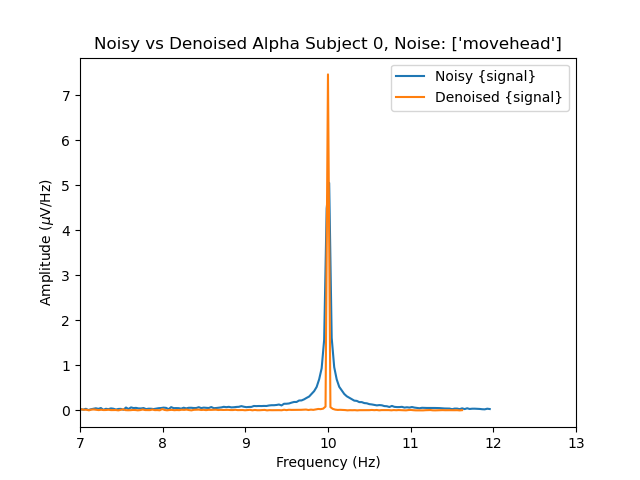 Noisy vs Denoised Alpha Subject 0, Noise: ['movehead']
Noisy {signal}
Denoised {signal}
Amplitude (μV/Hz)
7
6
5
4
3
2
1
0
7 8 9 10 11 12 13
Frequency (Hz)